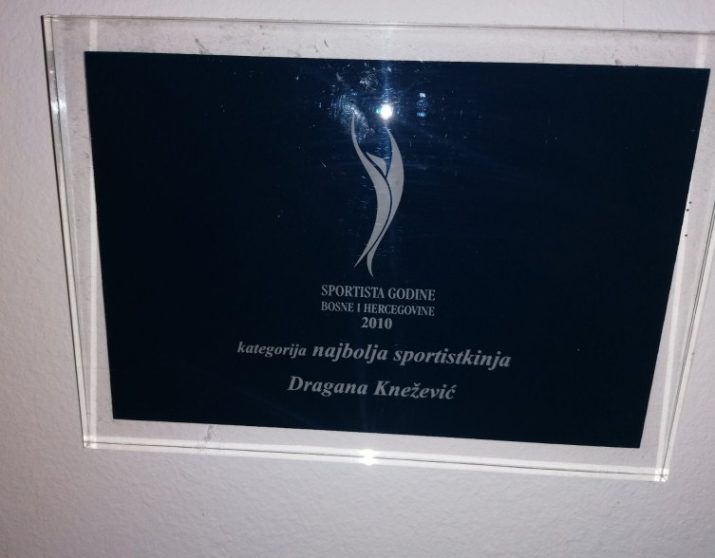 SPORTISTA GODINE
BOSNE I HERCEGOVINE
2010
kategorija najbolja sportistkinja
Dragana Knežević